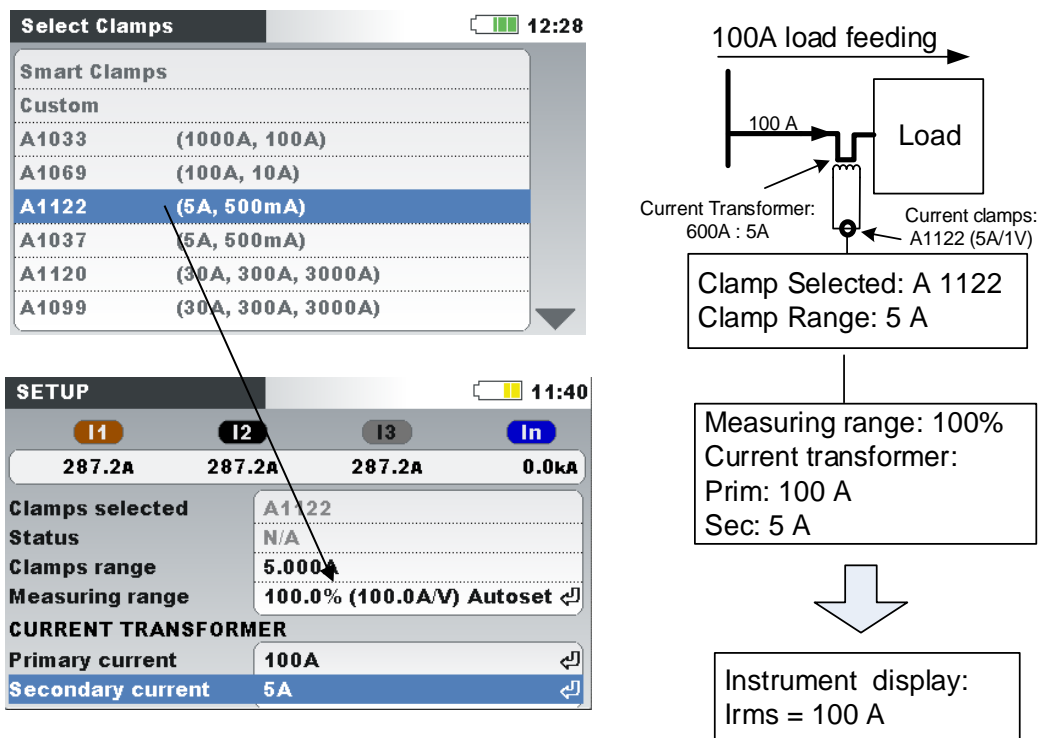 Select Clamps 12:28
Smart Clamps
Custom
A1033 (1000A, 100A)
A1069 (100A, 10A)
A1122 (5A, 500mA)
A1037 (5A, 500mA)
A1120 (30A, 300A, 3000A)
A1099 (30A, 300A, 3000A)
SETUP 11:40
I1 I2 I3 In
287.2A 287.2A 287.2A 0.0kA
Clamps selected A1122
Status N/A
Clamps range 5.000A
Measuring range 100.0% (100.0A/V) Autoset
CURRENT TRANSFORMER
Primary current 100A
Secondary current 5A
100A load feeding
100 A
Load
Current Transformer:
600A : 5A
Current clamps:
A1122 (5A/1V)
Clamp Selected: A 1122
Clamp Range: 5 A
Measuring range: 100%
Current transformer:
Prim: 100 A
Sec: 5 A
Instrument display:
Irms = 100 A